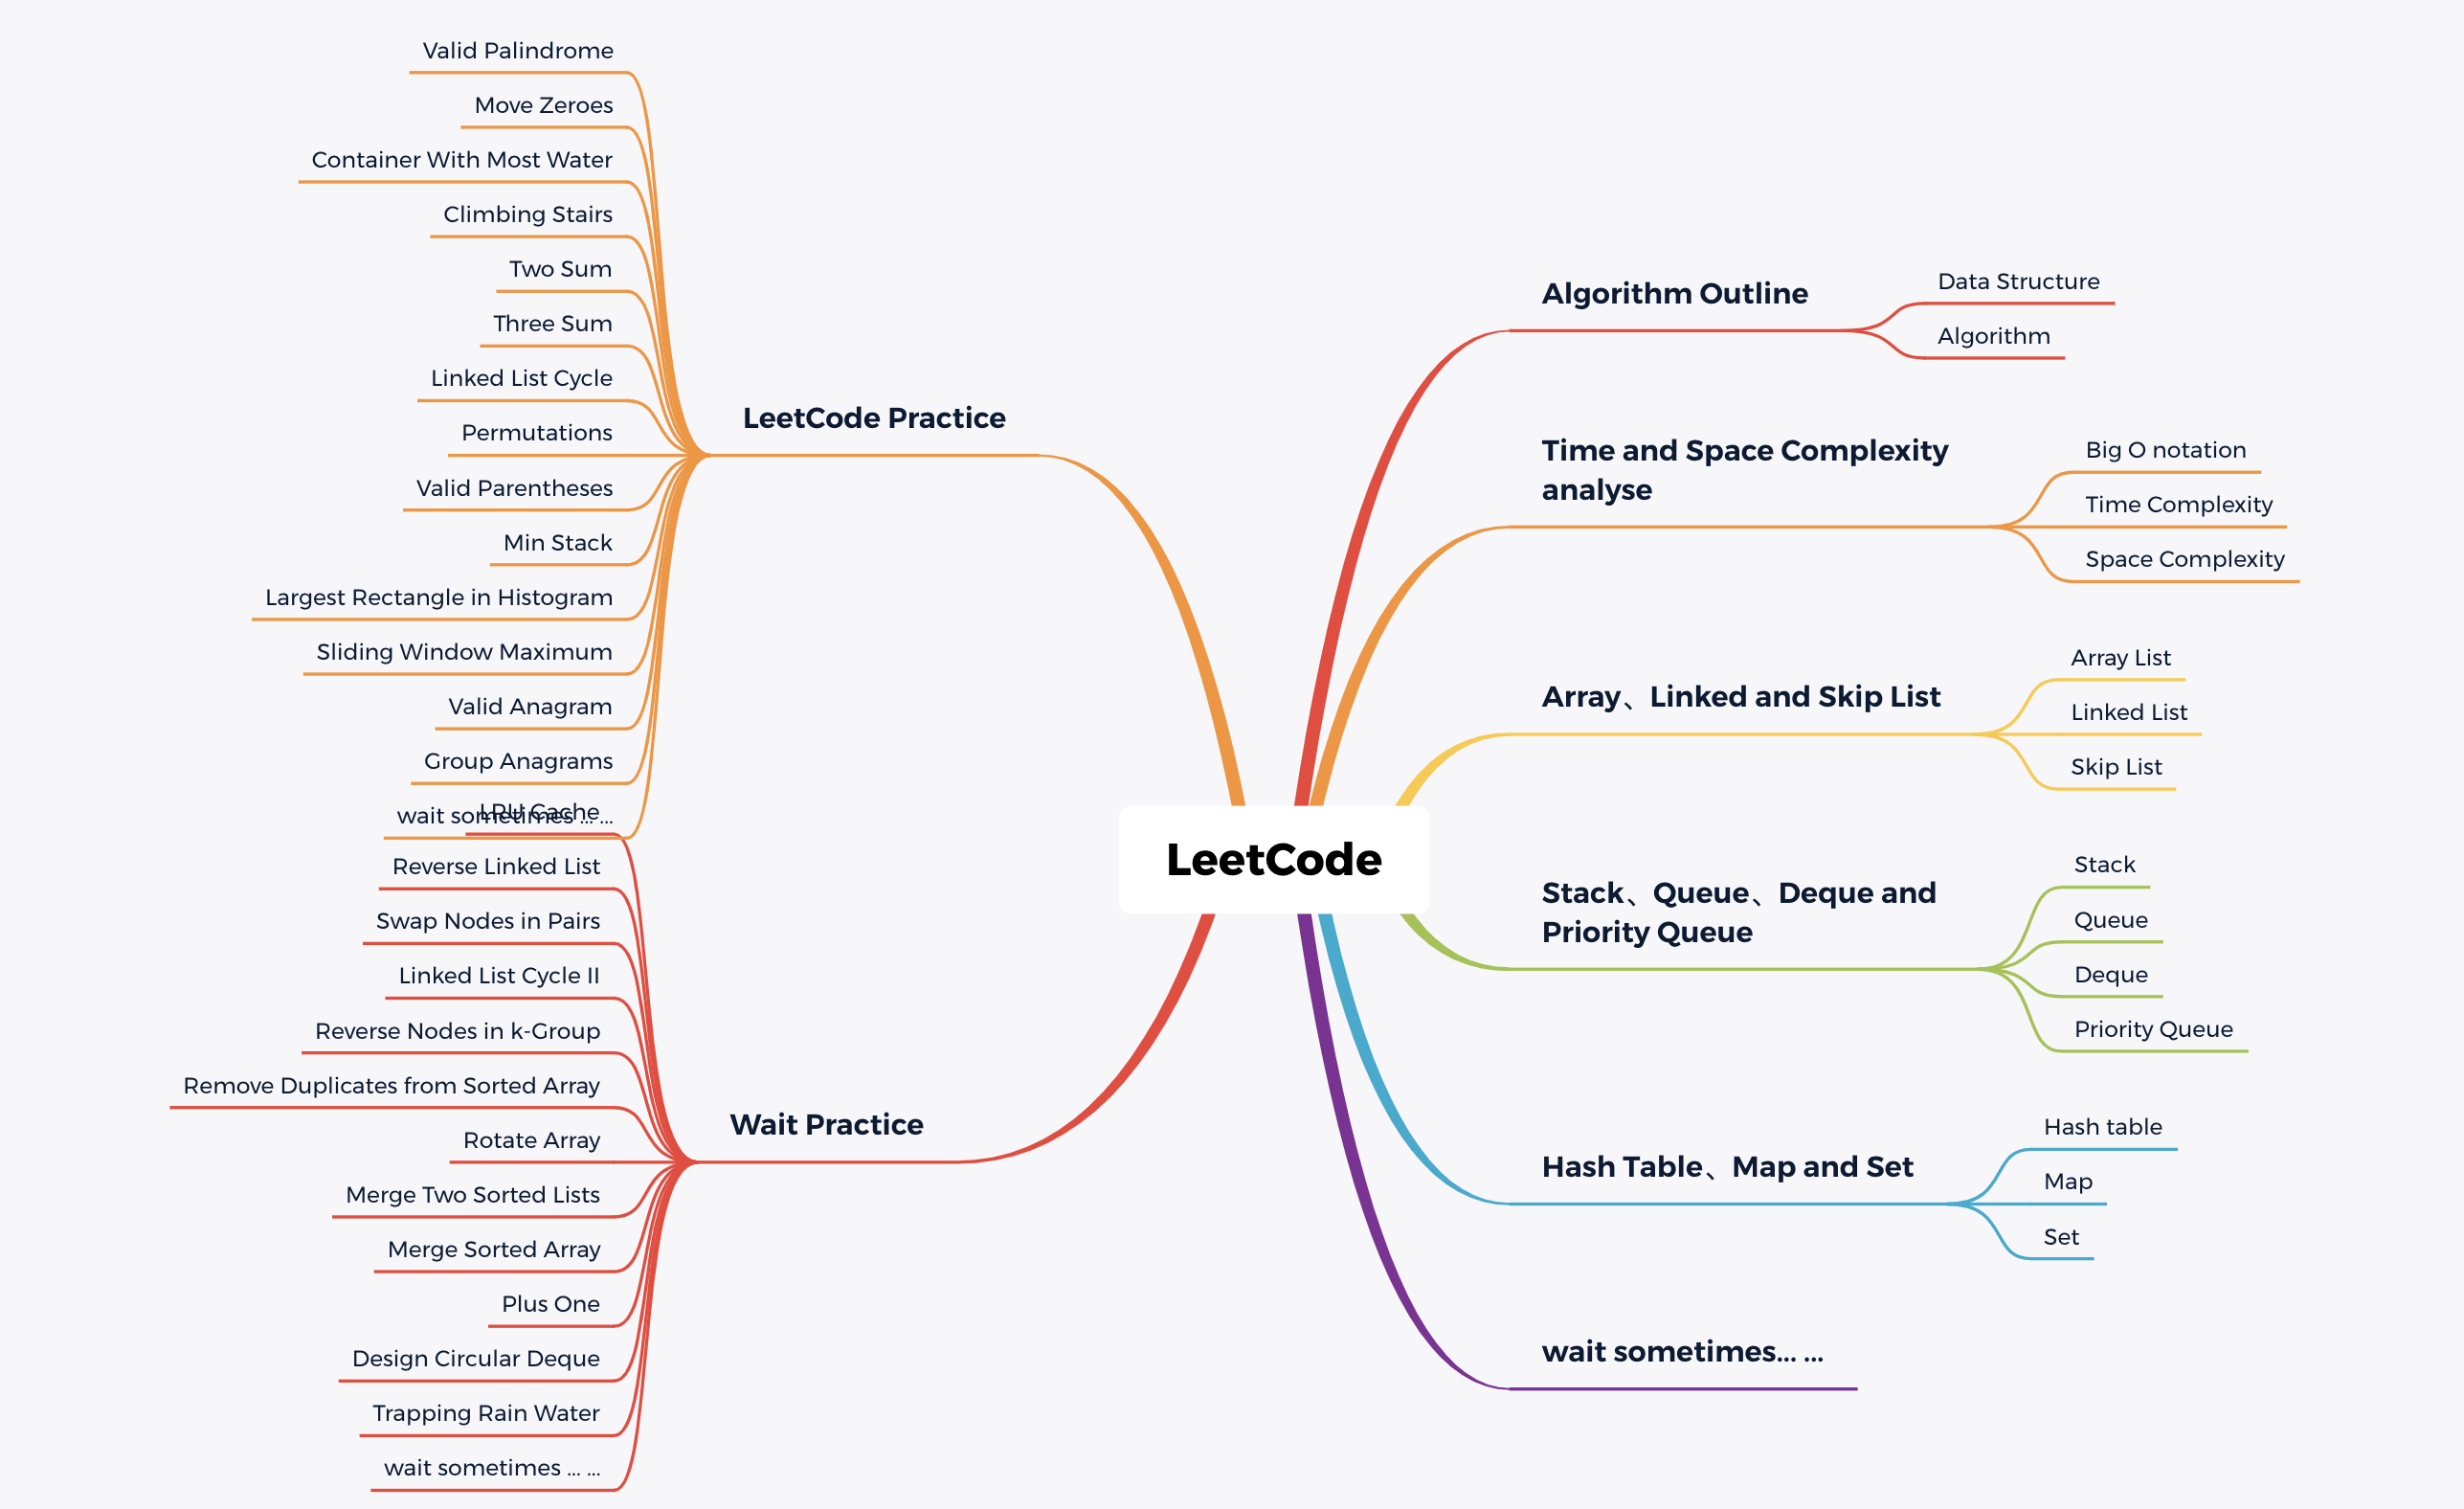 Valid Palindrome
Move Zeroes
Container With Most Water
Climbing Stairs
Two Sum
Three Sum
Linked List Cycle
Permutations
Valid Parentheses
Min Stack
Largest Rectangle in Histogram
Sliding Window Maximum
Valid Anagram
Group Anagrams
wait sometimes ... ...
LeetCode Practice
LRU Cache
Reverse Linked List
Swap Nodes in Pairs
Linked List Cycle II
Reverse Nodes in k-Group
Remove Duplicates from Sorted Array
Rotate Array
Merge Two Sorted Lists
Merge Sorted Array
Plus One
Design Circular Deque
Trapping Rain Water
wait sometimes ... ...
Wait Practice
LeetCode
Algorithm Outline
Data Structure
Algorithm
Time and Space Complexity
analyse
Big O notation
Time Complexity
Space Complexity
Array、Linked and Skip List
Array List
Linked List
Skip List
Stack、Queue、Deque and
Priority Queue
Stack
Queue
Deque
Priority Queue
Hash Table、Map and Set
Hash table
Map
Set
wait sometimes... ...